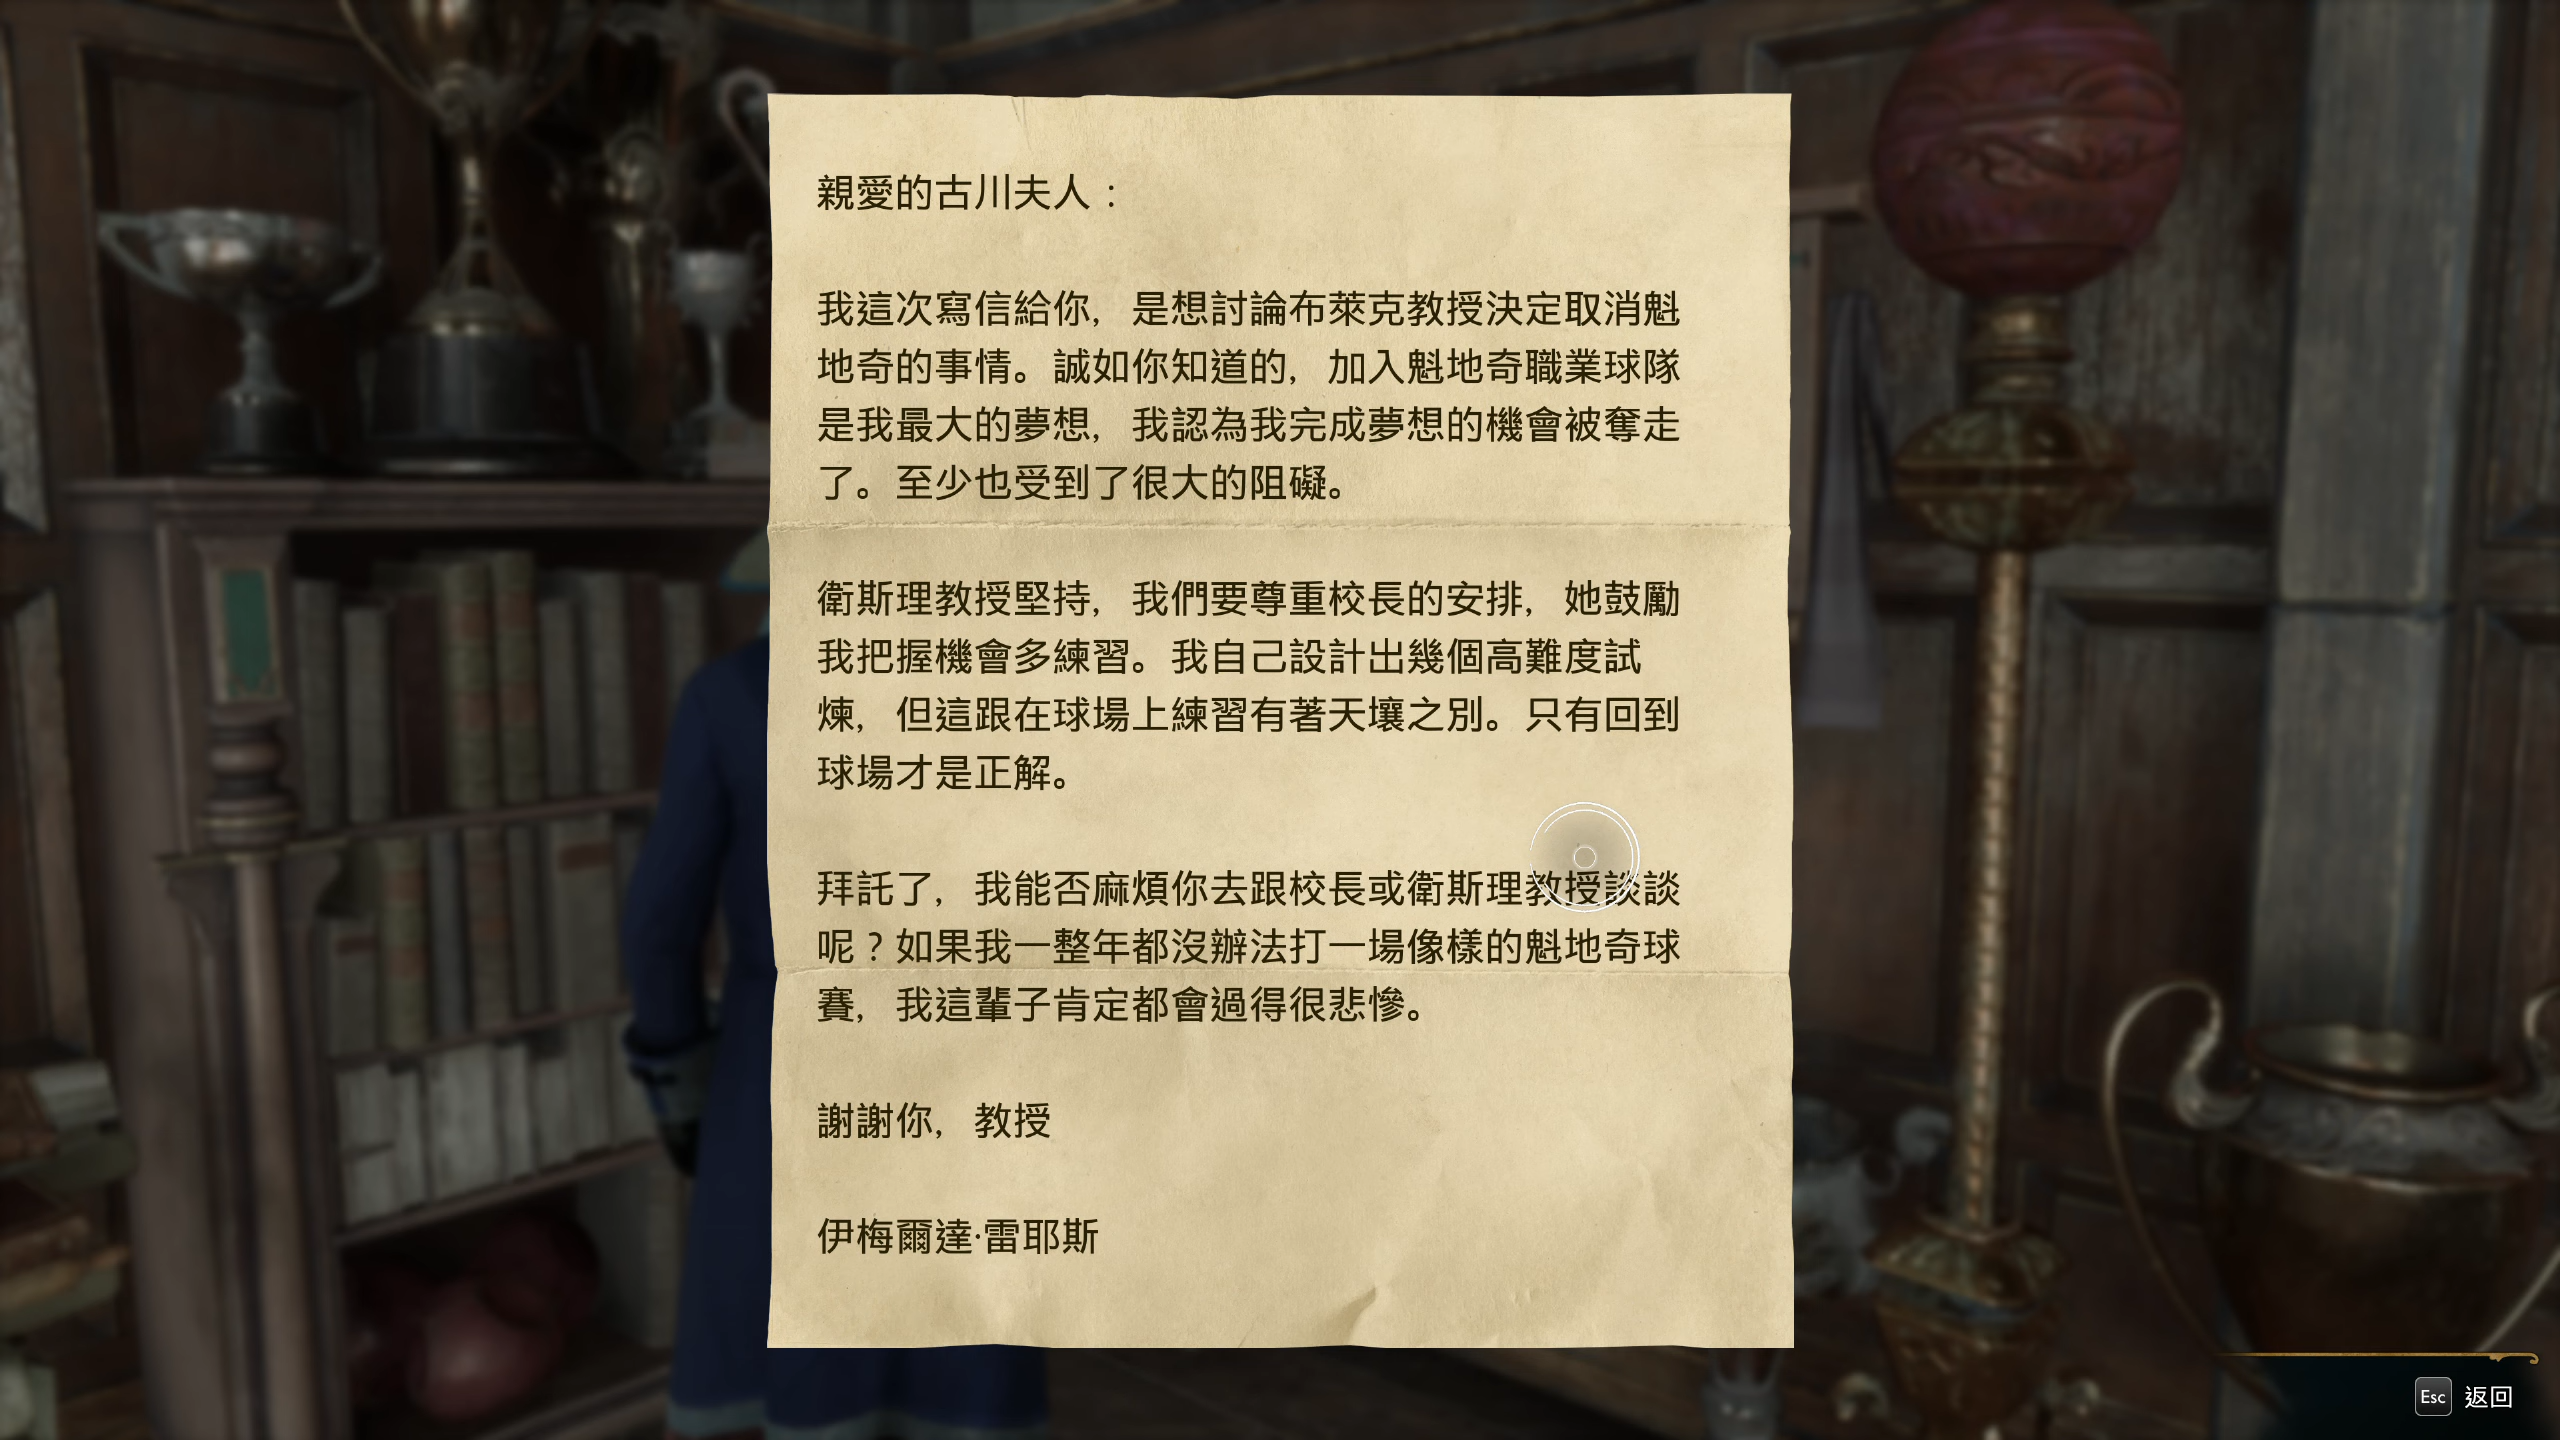 親愛的古川夫人：
我這次寫信給你，是想討論布萊克教授決定取消魁
地奇的事情。誠如你知道的，加入魁地奇職業球隊
是我最大的夢想，我認為我完成夢想的機會被奪走
了。至少也受到了很大的阻礙。
衛斯理教授堅持，我們要尊重校長的安排，她鼓勵
我把握機會多練習。我自己設計出幾個高難度試
煉，但這跟在球場上練習有著天壤之別。只有回到
球場才是正解。
拜託了，我能否麻煩你去跟校長或衛斯理教授談談
呢？如果我一整年都沒辦法打一場像樣的魁地奇球
賽，我這輩子肯定都會過得很悲慘。
謝謝你，教授
伊梅爾達·雷耶斯
Esc 返回